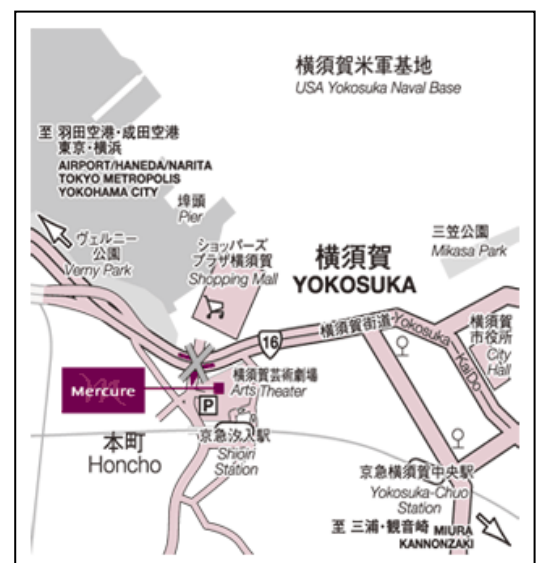 横須賀米軍基地
USA Yokosuka Naval Base
至 羽田空港・成田空港
東京・横浜
AIRPORT/HANEDA/NARITA
TOKYO METROPOLIS
YOKOHAMA CITY
埠頭
Pier
三笠公園
Mikasa Park
ヴェルニー
公園
Verny Park
ショッパーズ
プラザ横須賀
Shopping Mall
横須賀
YOKOSUKA
16
横須賀街道・Yokosuka KaiDo
横須賀
市役所
City
Hall
Mercure
横須賀芸術劇場
Arts Theater
P
本町
Honcho
京急汐入駅
Shioiri
Station
京急横須賀中央駅
Yokosuka-Chuo
Station
至 三浦・観音崎 MIURA
KANNONZAKI